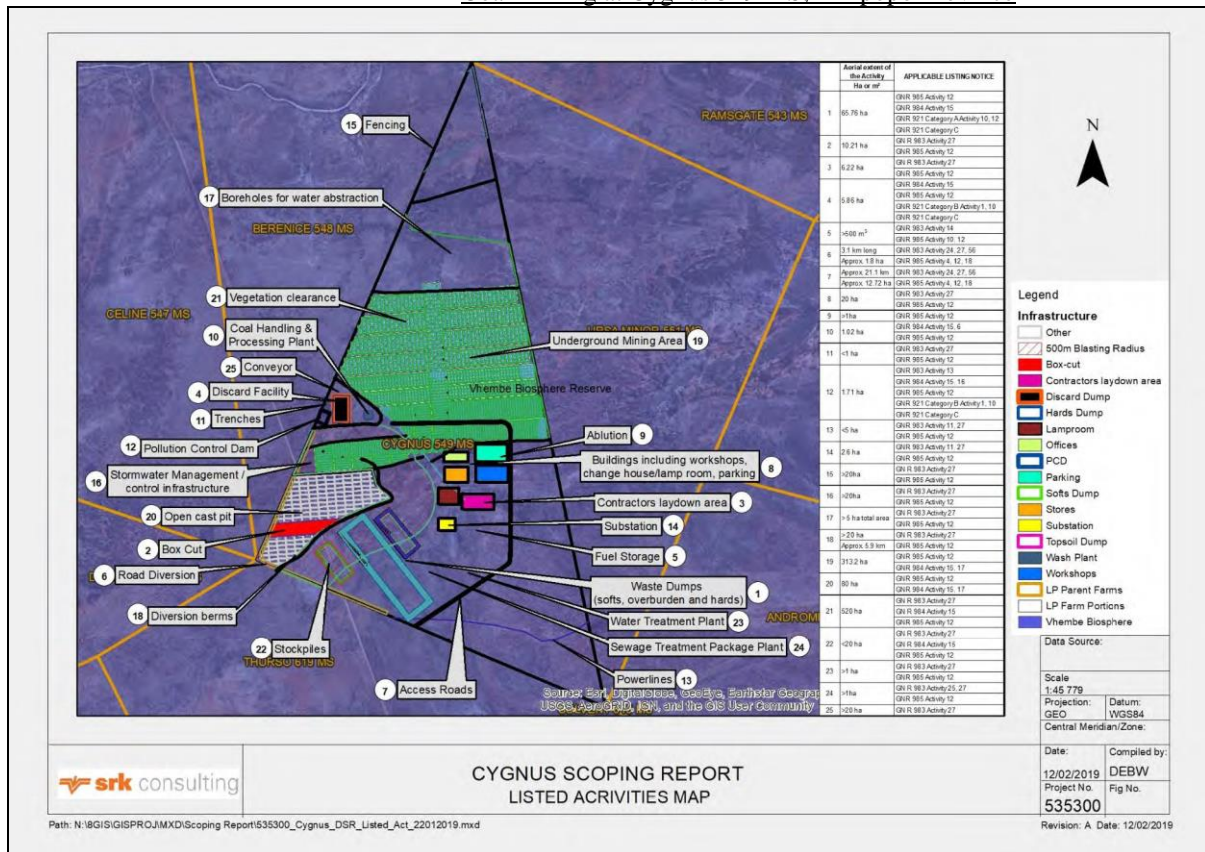 RAMSGATE 543 MS
15 Fencing
17 Boreholes for water abstraction
BERENICE 548 MS
21 Vegetation clearance
CELINE 547 MS
10 Coal Handling &
Processing Plant
Underground Mining Area 19
25 Conveyor
Vhembe Biosphere Reserve
4 Discard Facility
11 Trenches
CYGNUS 549 MS
12 Pollution Control Dam
Ablution 9
Buildings including workshops,
change house/lamp room, parking 8
16 Stormwater Management /
control infrastructure
Contractors laydown area 3
20 Open cast pit
Substation 14
2 Box Cut
Fuel Storage 5
6 Road Diversion
Waste Dumps
(softs, overburden and hards) 1
18 Diversion berms
Water Treatment Plant 23
22 Stockpiles
Sewage Treatment Package Plant 24
THURSO 619 MS
Powerlines 13
7 Access Roads
Source: Esri, DigitalGlobe, GeoEye, Earthstar Geograp
USGS, AeroGRID, IGN, and the GIS User Community
Aerial extent of
the Activity
Ha or m² APPLICABLE LISTING NOTICE
1 65.76 ha
GNR 985 Activity 12
GNR 984 Activity 15
GNR 921 Category A Activity 10, 12
GNR 921 Category C
2 10.21 ha
GN R 983 Activity 27
GNR 985 Activity 12
3 6.22 ha
GN R 983 Activity 27
GNR 985 Activity 12
4 5.86 ha
GNR 984 Activity 15
GNR 985 Activity 12
GNR 921 Category B Activity 1, 10
GNR 921 Category C
5 >500 m³
GNR 983 Activity 14
GNR 985 Activity 10, 12
6 3.1 km long
Approx. 1.8 ha
GNR 983 Activity 24, 27, 56
GNR 985 Activity 4, 12, 18
7 Approx. 21.1 km
Approx. 12.72 ha
GNR 983 Activity 24, 27, 56
GNR 985 Activity 4, 12, 18
8 20 ha
GNR 983 Activity 27
GNR 985 Activity 12
9 >1ha GNR 985 Activity 12
10 1.02 ha
GNR 984 Activity 15, 6
GNR 985 Activity 12
11 <1 ha
GNR 983 Activity 27
GNR 985 Activity 12
12 1.71 ha
GNR 983 Activity 13
GNR 984 Activity 15, 16
GNR 985 Activity 12
GNR 921 Category B Activity 1, 10
GNR 921 Category C
13 <5 ha
GNR 983 Activity 11, 27
GNR 985 Activity 12
14 2.6 ha
GNR 983 Activity 11, 27
GNR 985 Activity 12
15 >20ha
GN R 983 Activity 27
GNR 985 Activity 12
16 >20ha
GN R 983 Activity 27
GNR 985 Activity 12
17 > 5 ha total area
GN R 983 Activity 27
GNR 985 Activity 12
18 > 20 ha
Approx. 5.9 km
GN R 983 Activity 27
GNR 985 Activity 12
19 313.2 ha
GNR 985 Activity 12
GNR 984 Activity 15, 17
20 80 ha
GNR 985 Activity 12
GNR 984 Activity 15, 17
21 520 ha
GN R 983 Activity 27
GN R 984 Activity 15
GNR 985 Activity 12
22 <20 ha
GN R 983 Activity 27
GN R 984 Activity 15
GNR 985 Activity 12
23 >1 ha
GN R 983 Activity 27
GNR 985 Activity 12
24 >1ha
GN R 983 Activity 25, 27
GNR 985 Activity 12
25 >20 ha GN R 983 Activity 27
N
Legend
Infrastructure
Other
500m Blasting Radius
Box-cut
Contractors laydown area
Discard Dump
Hards Dump
Lamproom
Offices
PCD
Parking
Softs Dump
Stores
Substation
Topsoil Dump
Wash Plant
Workshops
LP Parent Farms
LP Farm Portions
Vhembe Biosphere
Data Source:
Scale
1:45 779
Projection: Datum:
GEO WGS84
Central Meridian/Zone:
Date: Compiled by:
12/02/2019 DEBW
Project No. Fig No.
535300
srk consulting
CYGNUS SCOPING REPORT
LISTED ACRIVITIES MAP
Path: N:\8GIS\GISPROJ\MXD\Scoping Report\535300_Cygnus_DSR_Listed_Act_22012019.mxd
Revision: A Date: 12/02/2019